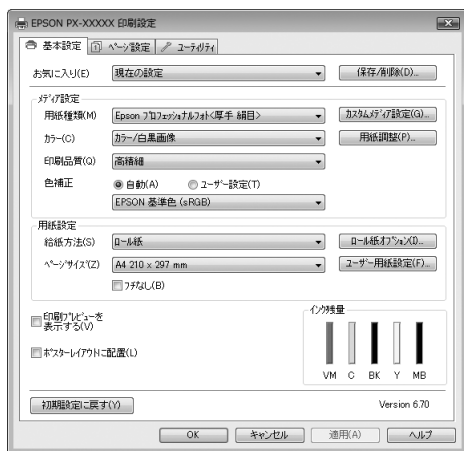 EPSON PX-XXXXX 印刷設定
基本設定 ページ設定 ユーティリティ
お気に入り(E) 現在の設定 保存/削除(D)...
メディア設定
用紙種類(M) Epson プロフェッショナルフォト<厚手 絹目> カスタムメディア設定(G)...
カラー(C) カラー/白黒画像 用紙調整(P)...
印刷品質(Q) 高精細
色補正 自動(A) ユーザー設定(T)
EPSON 基準色 (sRGB)
用紙設定
給紙方法(S) ロール紙 ロール紙オプション(I)...
ページサイズ(Z) A4 210 x 297 mm ユーザー用紙設定(F)...
フチなし(B)
印刷プレビューを
表示する(V)
ポスターレイアウトに配置(L)
インク残量
VM C BK Y MB
初期設定に戻す(Y) Version 6.70
OK キャンセル 適用(A) ヘルプ